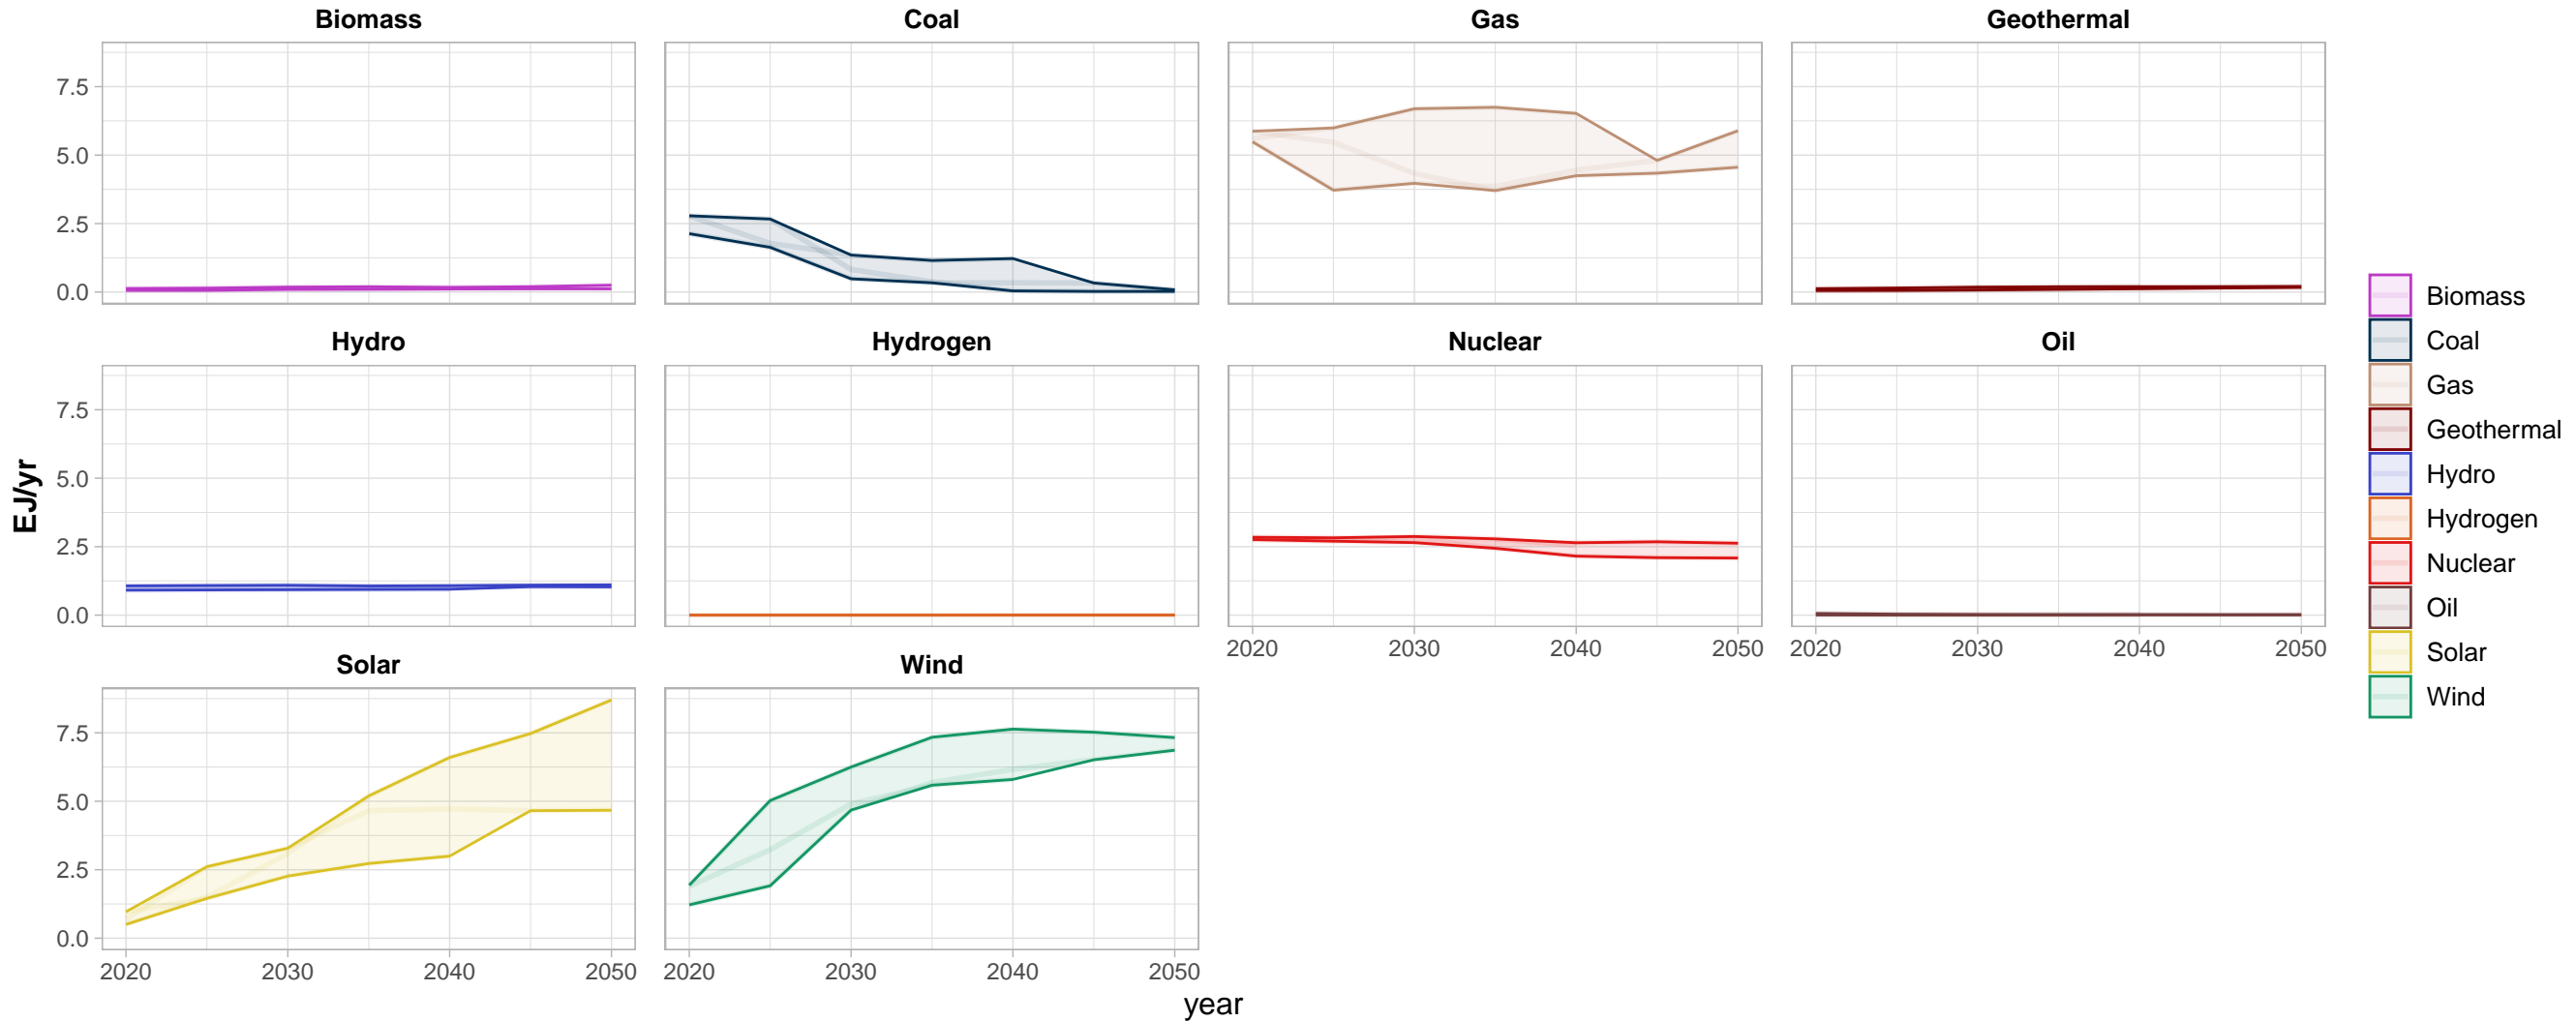 Biomass
Coal
Gas
Geothermal
7.5
5.0
2.5
0.0
Hydro
Hydrogen
Nuclear
Oil
7.5
5.0
2.5
0.0
2020 2030 2040 2050
2020 2030 2040 2050
Solar
Wind
7.5
5.0
2.5
0.0
2020 2030 2040 2050
2020 2030 2040 2050
year
EJ/yr
Biomass
Coal
Gas
Geothermal
Hydro
Hydrogen
Nuclear
Oil
Solar
Wind